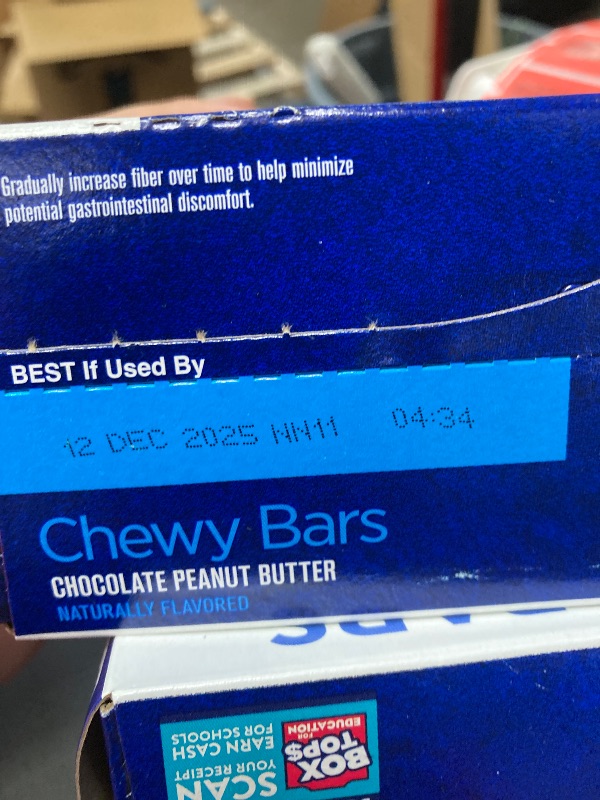 Gradually increase fiber over time to help minimize
potential gastrointestinal discomfort.
BEST If Used By
12 DEC 2025 NN11 04:34
Chewy Bars
CHOCOLATE PEANUT BUTTER
NATURALLY FLAVORED
BOX
TOPS
FOR
EDUCATION
SCAN
YOUR RECEIPT
EARN CASH
FOR SCHOOLS